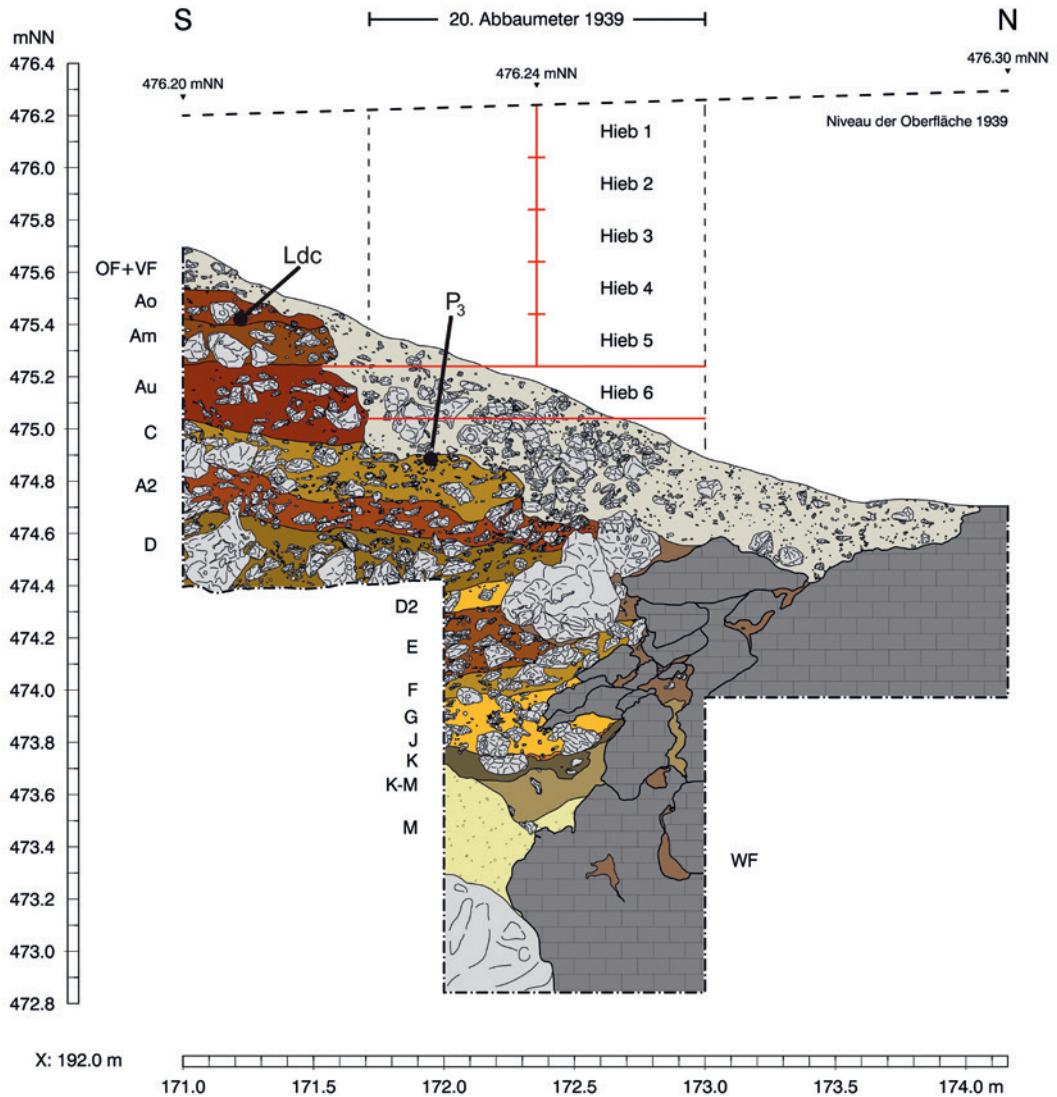 S
20. Abbaumeter 1939
N
mNN
476.4
476.2
476.0
475.8
475.6
475.4
475.2
475.0
474.8
474.6
474.4
474.2
474.0
473.8
473.6
473.4
473.2
473.0
472.8
476.20 mNN
476.24 mNN
476.30 mNN
Niveau der Oberfläche 1939
Hieb 1
Hieb 2
Hieb 3
Hieb 4
Hieb 5
Hieb 6
Ldc
P3
OF+VF
Ao
Am
Au
C
A2
D
D2
E
F
G
J
K
K-M
M
WF
X: 192.0 m
171.0
171.5
172.0
172.5
173.0
173.5
174.0 m